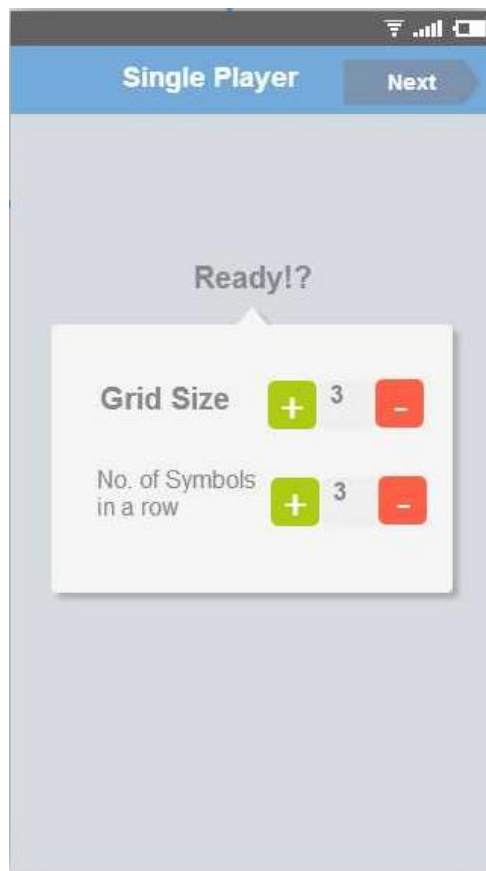 Single Player
Next
Ready!?
Grid Size + 3 -
No. of Symbols
in a row + 3 -